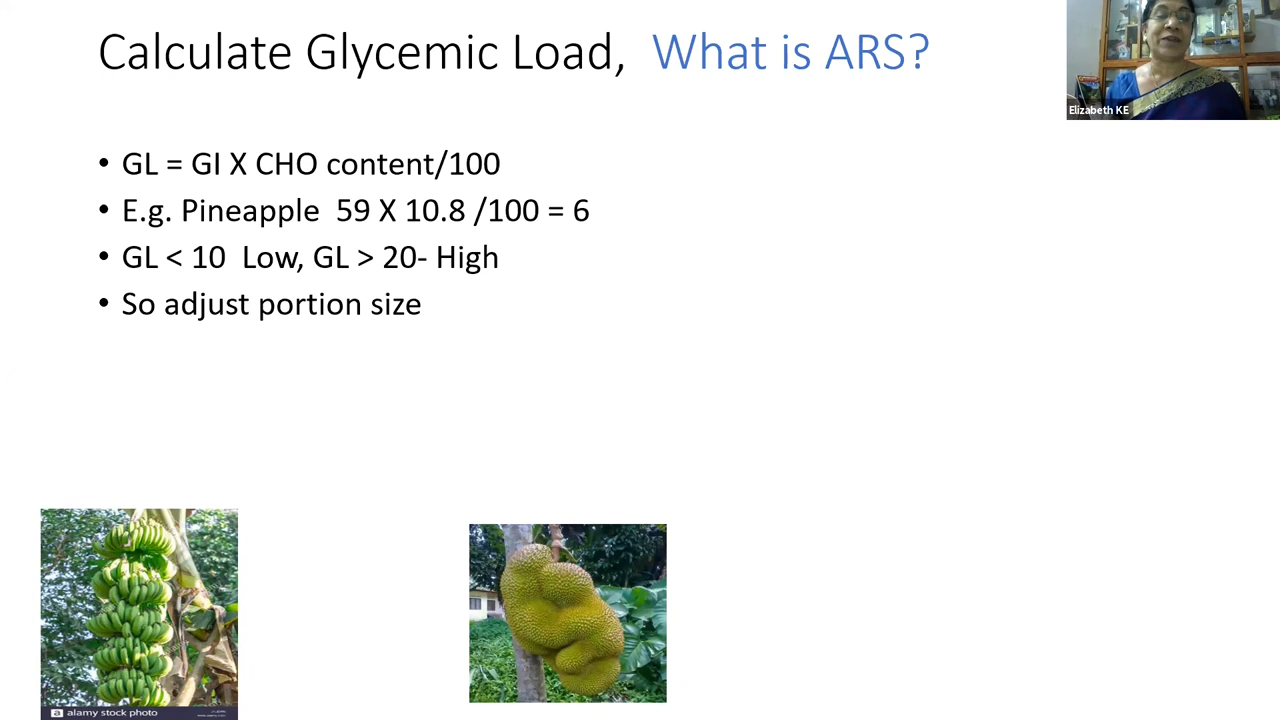 Calculate Glycemic Load, What is ARS?
Elizabeth KE
• GL = GI X CHO content/100
• E.g. Pineapple 59 X 10.8 /100 = 6
• GL < 10 Low, GL > 20- High
• So adjust portion size
a alamy stock photo